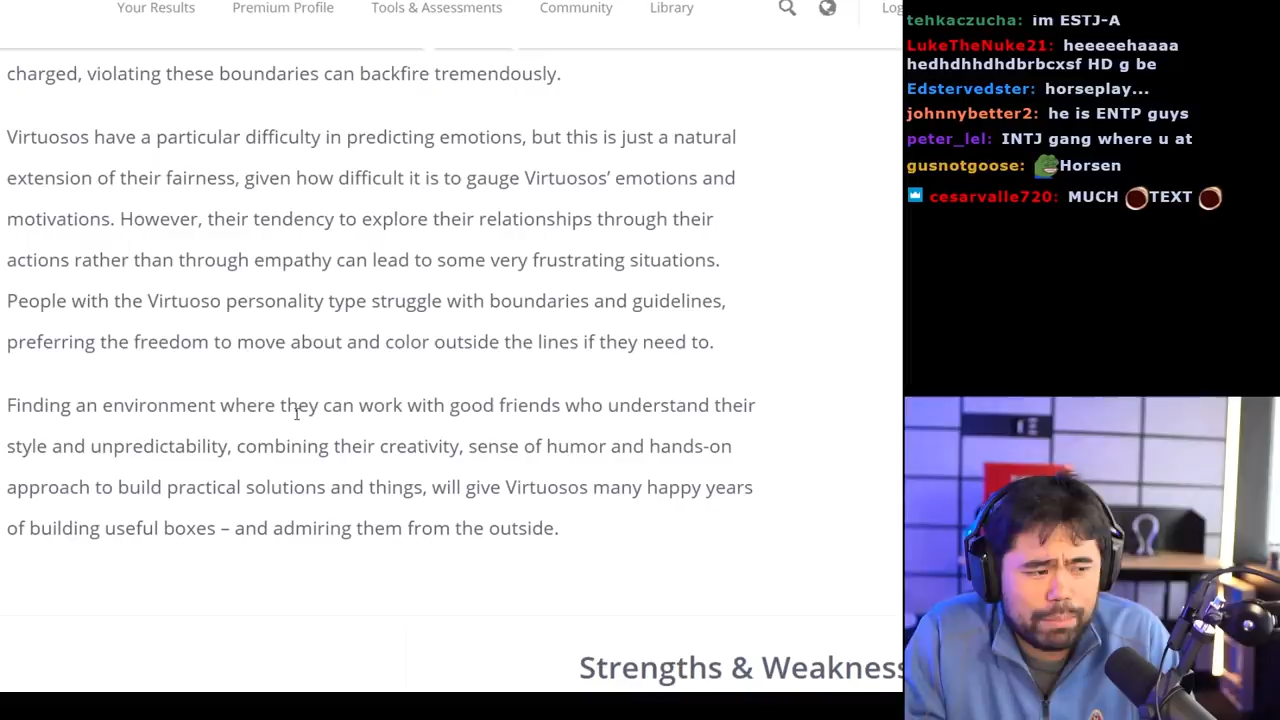 Your Results Premium Profile Tools & Assessments Community Library
charged, violating these boundaries can backfire tremendously.
Virtuosos have a particular difficulty in predicting emotions, but this is just a natural
extension of their fairness, given how difficult it is to gauge Virtuosos’ emotions and
motivations. However, their tendency to explore their relationships through their
actions rather than through empathy can lead to some very frustrating situations.
People with the Virtuoso personality type struggle with boundaries and guidelines,
preferring the freedom to move about and color outside the lines if they need to.
Finding an environment where they can work with good friends who understand their
style and unpredictability, combining their creativity, sense of humor and hands-on
approach to build practical solutions and things, will give Virtuosos many happy years
of building useful boxes – and admiring them from the outside.
Strengths &
tehkaczucha: im ESTJ-A
LukeTheNuke21: heeeeehaaaa
hedhdhhdhdbrbcxsf HD g be
Edstervedster: horseplay...
johnnybetter2: he is ENTP guys
peter_lel: INTJ gang where u at
gusnotgoose: Horsen
cesarvalle720: MUCH TEXT